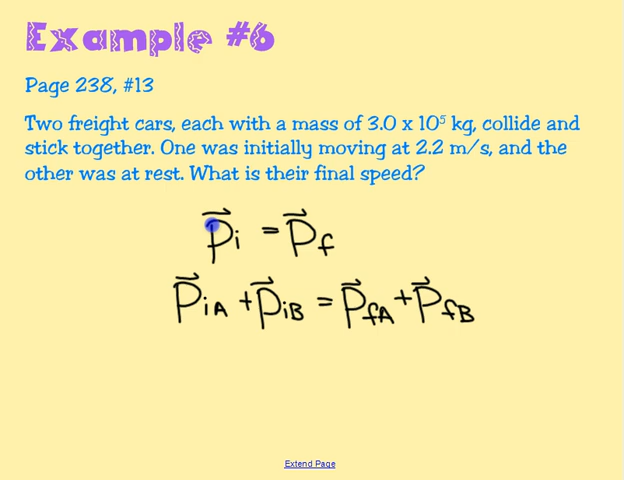 Example #6
Page 238, #13
Two freight cars, each with a mass of 3.0 x 10⁵ kg, collide and
stick together. One was initially moving at 2.2 m/s, and the
other was at rest. What is their final speed?
p⃗i = p⃗f
p⃗iA + p⃗iB = p⃗fA + p⃗fB
Extend Page